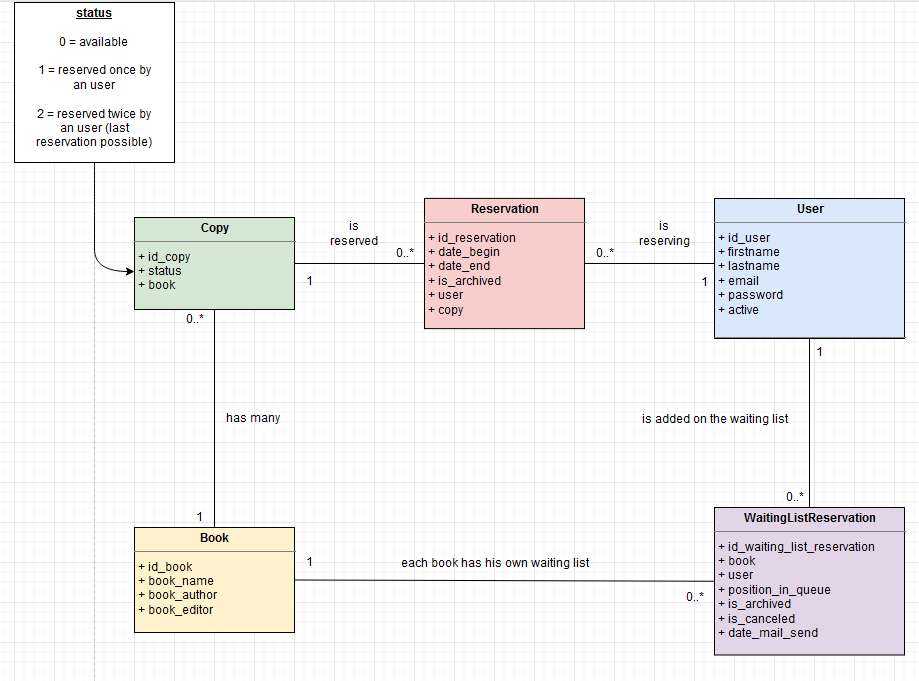 status
0 = available
1 = reserved once by
an user
2 = reserved twice by
an user (last
reservation possible)
Copy
+ id_copy
+ status
+ book
is
reserved
0..*
1
Reservation
+ id_reservation
+ date_begin
+ date_end
+ is_archived
+ user
+ copy
is
reserving
0..*
1
User
+ id_user
+ firstname
+ lastname
+ email
+ password
+ active
0..*
has many
1
1
is added on the waiting list
0..*
Book
+ id_book
+ book_name
+ book_author
+ book_editor
1
each book has his own waiting list
0..*
WaitingListReservation
+ id_waiting_list_reservation
+ book
+ user
+ position_in_queue
+ is_archived
+ is_canceled
+ date_mail_send